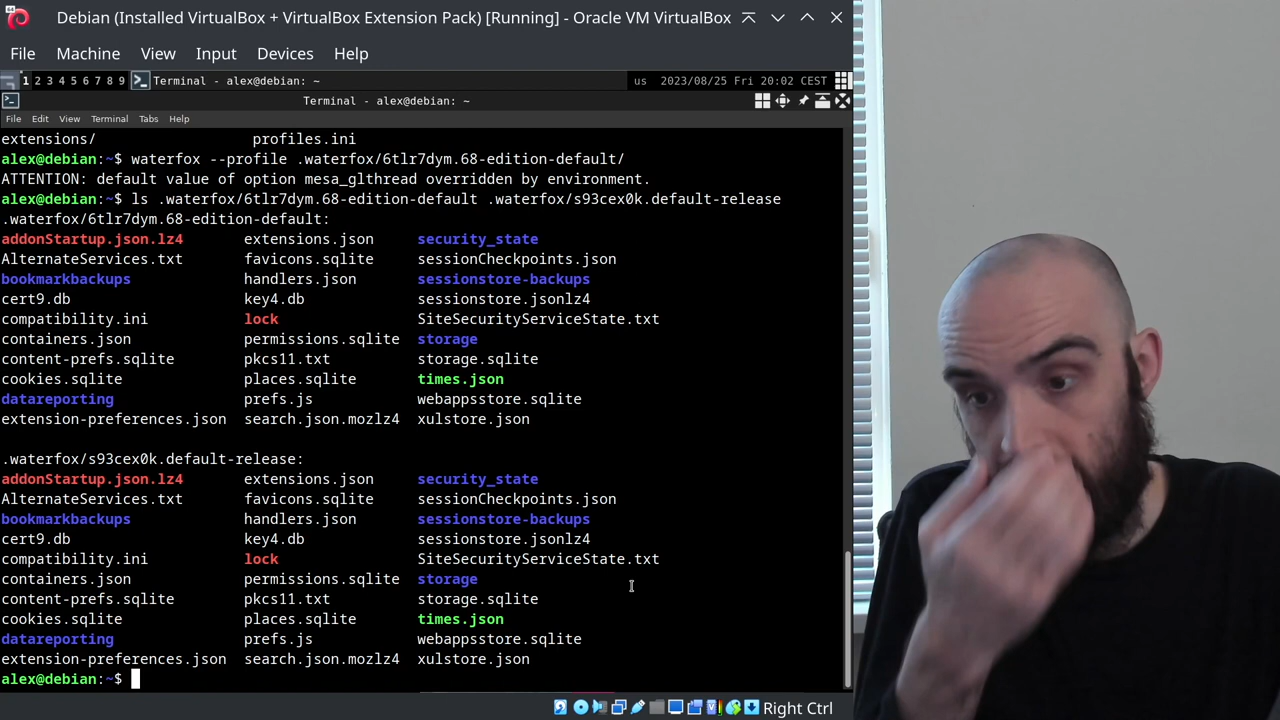 Debian (Installed VirtualBox + VirtualBox Extension Pack) [Running] - Oracle VM VirtualBox
File Machine View Input Devices Help
1 2 3 4 5 6 7 8 9 Terminal - alex@debian: ~ us 2023/08/25 Fri 20:02 CEST
Terminal - alex@debian: ~
File Edit View Terminal Tabs Help
extensions/ profiles.ini
alex@debian:~$ waterfox --profile .waterfox/6tlr7dym.68-edition-default/
ATTENTION: default value of option mesa_glthread overridden by environment.
alex@debian:~$ ls .waterfox/6tlr7dym.68-edition-default .waterfox/s93cex0k.default-release
.waterfox/6tlr7dym.68-edition-default:
addonStartup.json.lz4 extensions.json security_state
AlternateServices.txt favicons.sqlite sessionCheckpoints.json
bookmarkbackups handlers.json sessionstore-backups
cert9.db key4.db sessionstore.jsonlz4
compatibility.ini lock SiteSecurityServiceState.txt
containers.json permissions.sqlite storage
content-prefs.sqlite pkcs11.txt storage.sqlite
cookies.sqlite places.sqlite times.json
datareporting prefs.js webappsstore.sqlite
extension-preferences.json search.json.mozlz4 xulstore.json
.waterfox/s93cex0k.default-release:
addonStartup.json.lz4 extensions.json security_state
AlternateServices.txt favicons.sqlite sessionCheckpoints.json
bookmarkbackups handlers.json sessionstore-backups
cert9.db key4.db sessionstore.jsonlz4
compatibility.ini lock SiteSecurityServiceState.txt
containers.json permissions.sqlite storage
content-prefs.sqlite pkcs11.txt storage.sqlite
cookies.sqlite places.sqlite times.json
datareporting prefs.js webappsstore.sqlite
extension-preferences.json search.json.mozlz4 xulstore.json
alex@debian:~$
Right Ctrl